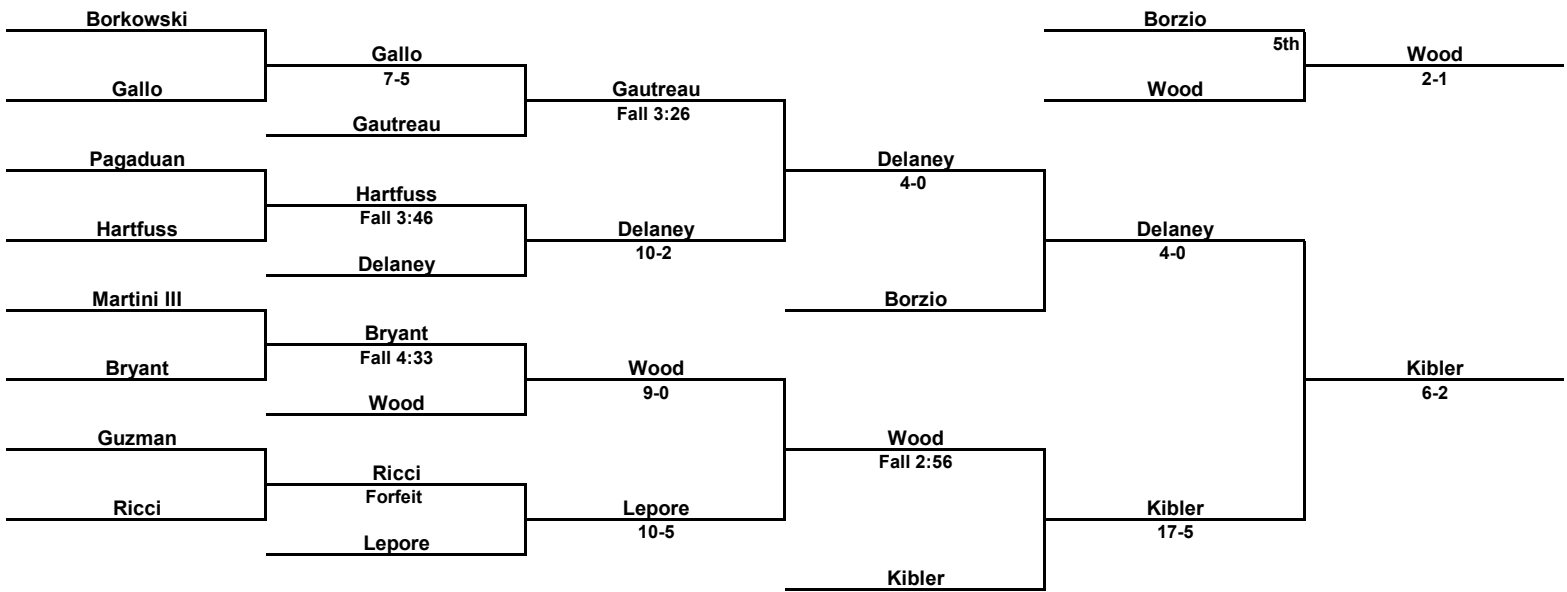 Borkowski
Gallo
Gallo
7-5
Gautreau
Gautreau
Fall 3:26
Pagaduan
Hartfuss
Hartfuss
Fall 3:46
Delaney
Delaney
10-2
Delaney
4-0
Martini III
Bryant
Bryant
Fall 4:33
Wood
Wood
9-0
Guzman
Ricci
Ricci
Forfeit
Lepore
Lepore
10-5
Wood
Fall 2:56
Borzio
Delaney
4-0
Kibler
Kibler
17-5
Kibler
6-2
Borzio
5th
Wood
Wood
2-1